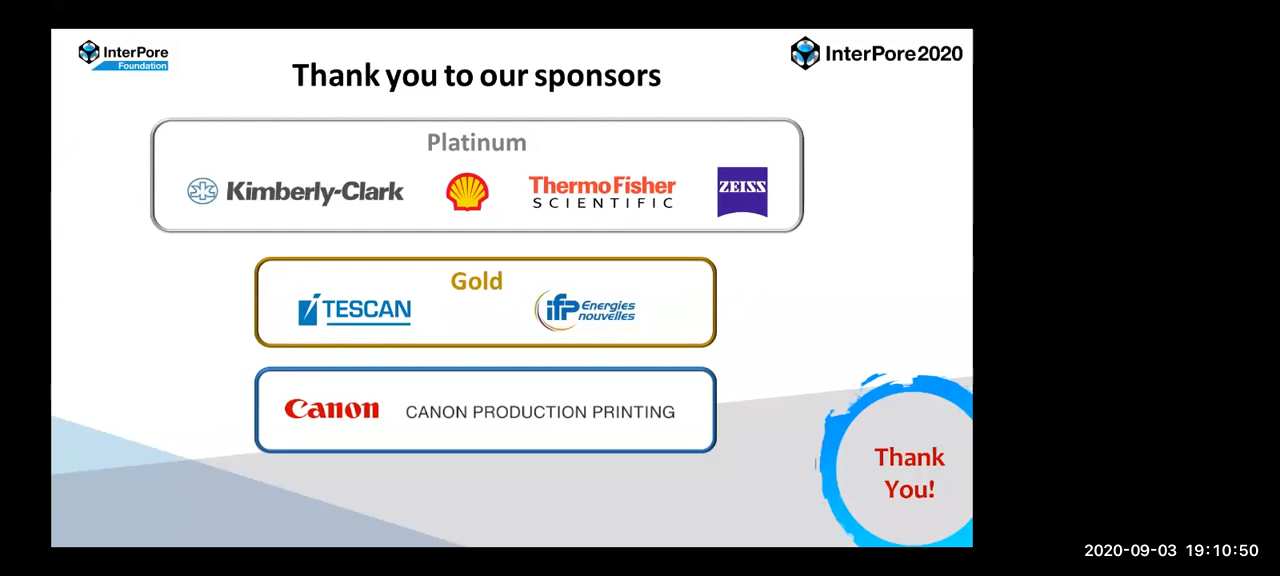 InterPore
Foundation
InterPore2020
Thank you to our sponsors
Platinum
Kimberly-Clark
ThermoFisher
SCIENTIFIC
ZEISS
Gold
TESCAN
ifp Energies
nouvelles
Canon CANON PRODUCTION PRINTING
Thank
You!
2020-09-03 19:10:50